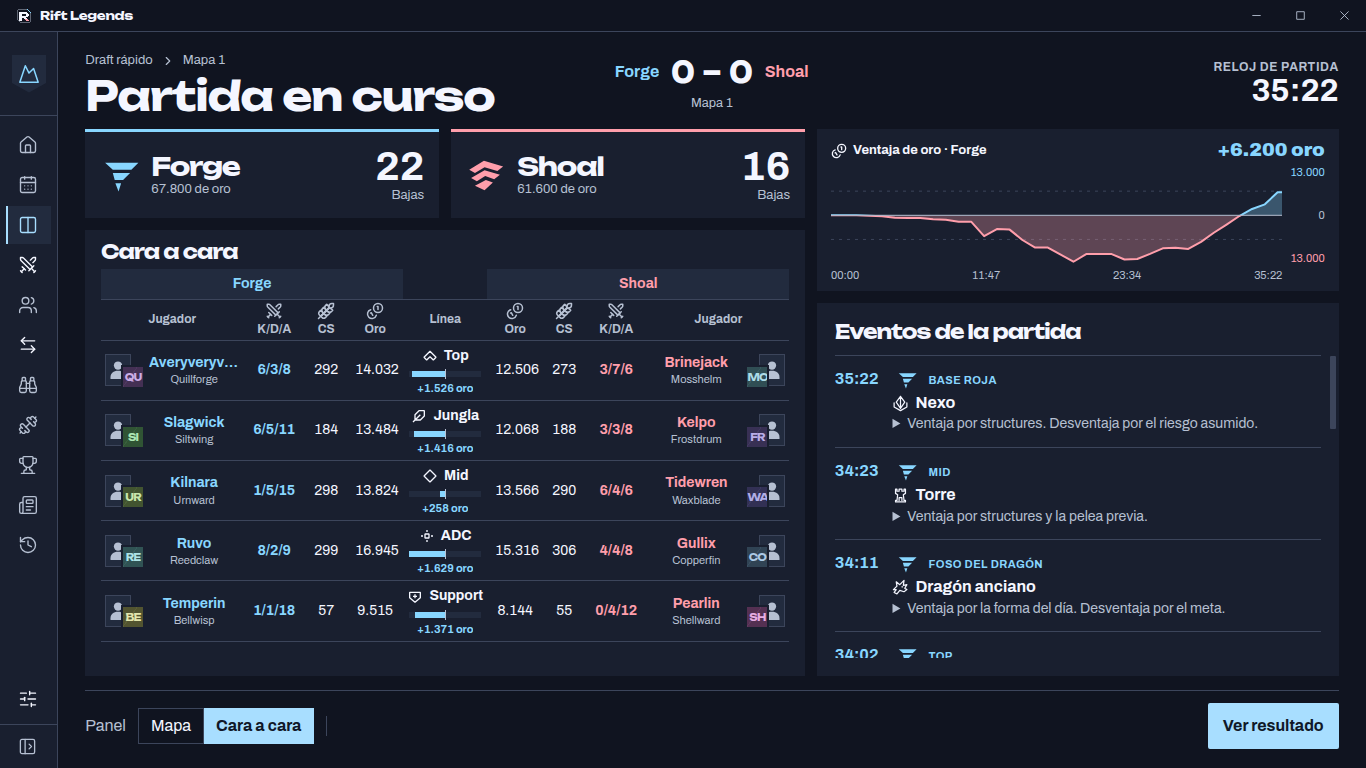 Rift Legends
Draft rápido > Mapa 1
Partida en curso
Forge 0 – 0 Shoal
Mapa 1
RELOJ DE PARTIDA
35:22
Forge
67.800 de oro
22
Bajas
Shoal
61.600 de oro
16
Bajas
Ventaja de oro · Forge
+6.200 oro
13.000
0
13.000
00:00 11:47 23:34 35:22
Cara a cara
Forge Shoal
Jugador K/D/A CS Oro Línea Oro CS K/D/A Jugador
QU Averyveryv… Quillforge 6/3/8 292 14.032 Top +1.526 oro 12.506 273 3/7/6 Brinejack Mosshelm MO
SI Slagwick Siltwing 6/5/11 184 13.484 Jungla +1.416 oro 12.068 188 3/3/8 Kelpo Frostdrum FR
UR Kilnara Urnward 1/5/15 298 13.824 Mid +258 oro 13.566 290 6/4/6 Tidewren Waxblade WA
RE Ruvo Reedclaw 8/2/9 299 16.945 ADC +1.629 oro 15.316 306 4/4/8 Gullix Copperfin CO
BE Temperin Bellwisp 1/1/18 57 9.515 Support +1.371 oro 8.144 55 0/4/12 Pearlin Shellward SH
Eventos de la partida
35:22 BASE ROJA
Nexo
Ventaja por structures. Desventaja por el riesgo asumido.
34:23 MID
Torre
Ventaja por structures y la pelea previa.
34:11 FOSO DEL DRAGÓN
Dragón anciano
Ventaja por la forma del día. Desventaja por el meta.
34:02 TOP
Panel Mapa Cara a cara
Ver resultado